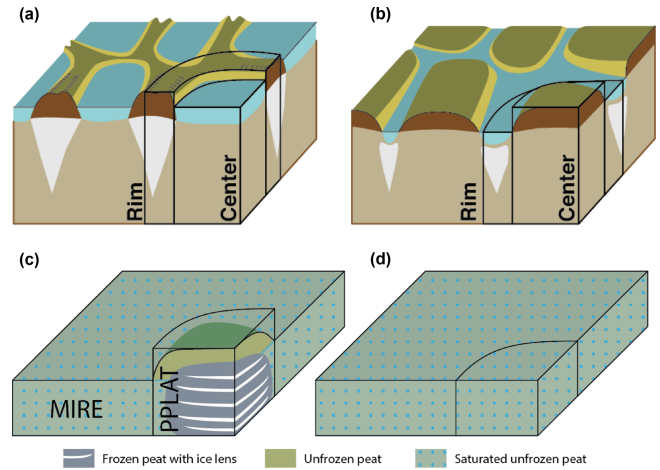 (a)
(b)
Rim
Center
Rim
Center
(c)
(d)
MIRE
PPLAT
Frozen peat with ice lens
Unfrozen peat
Saturated unfrozen peat